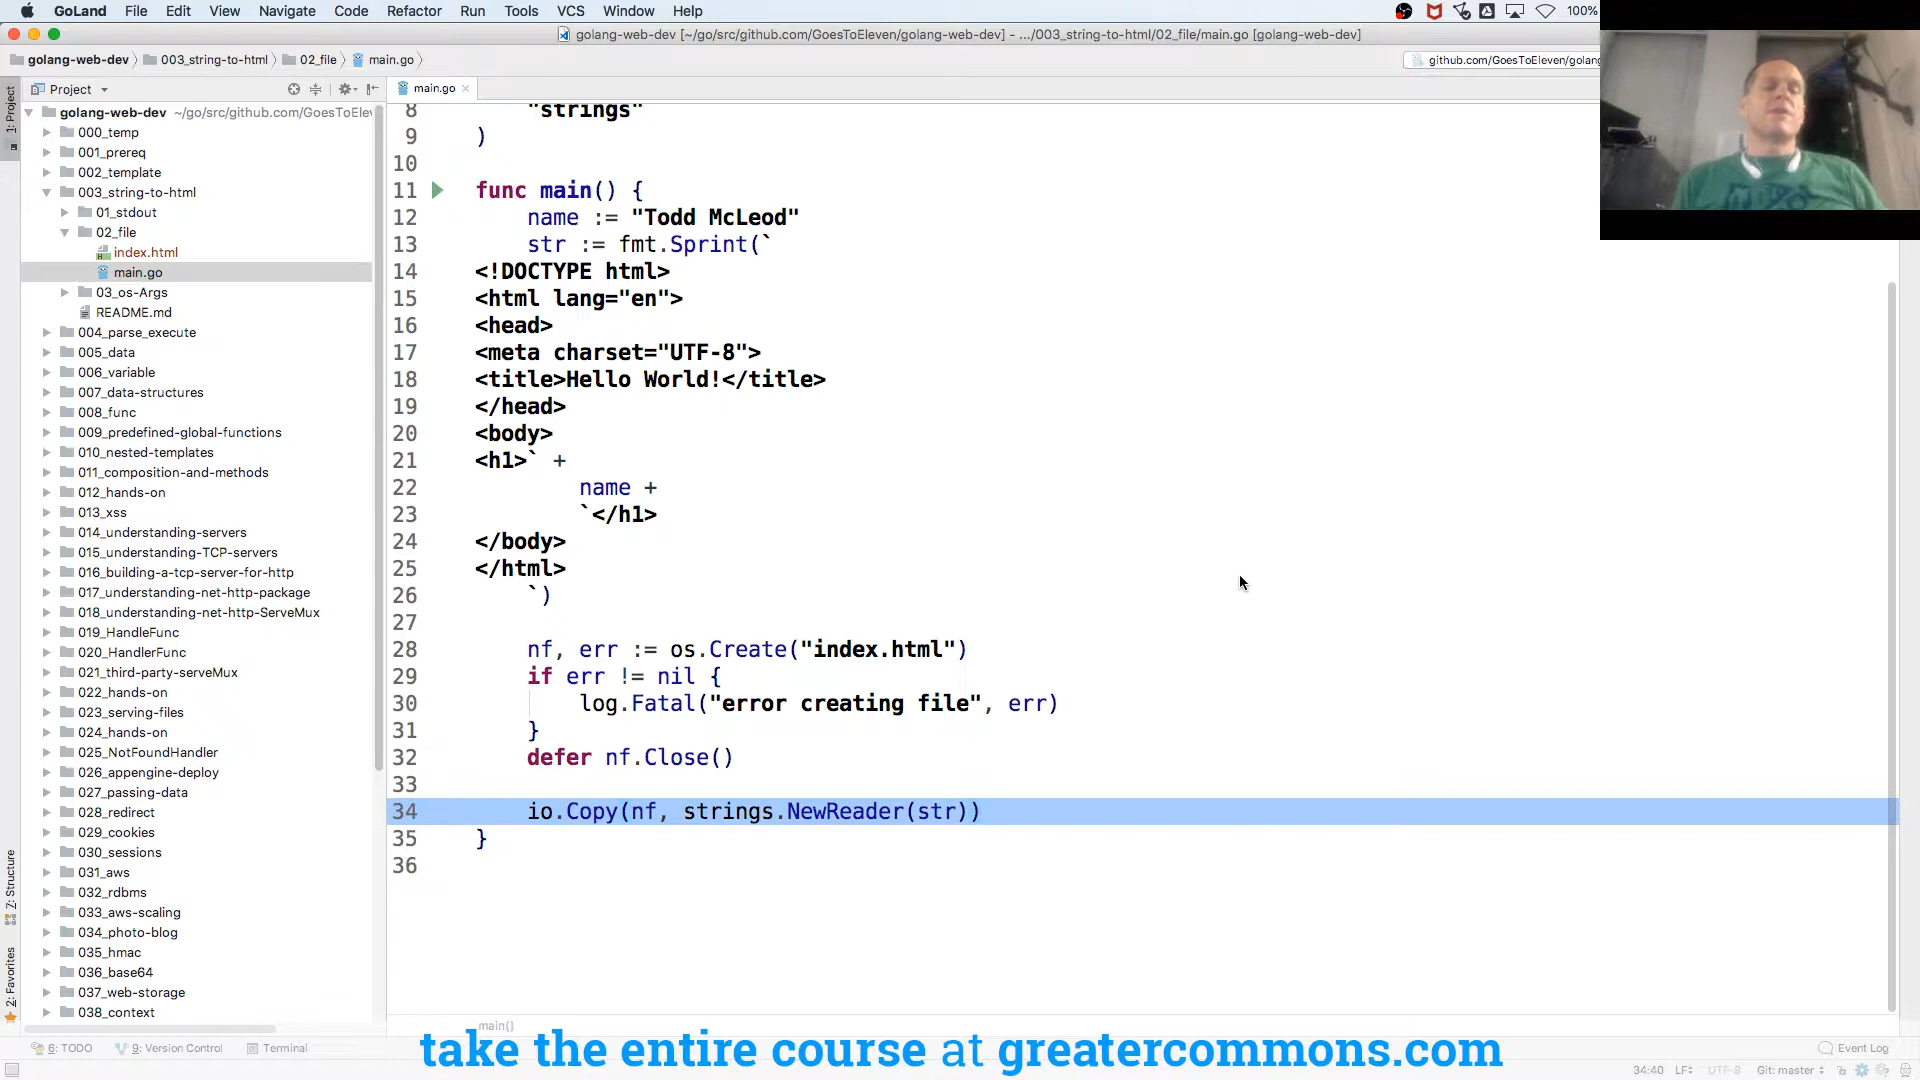 GoLand File Edit View Navigate Code Refactor Run Tools VCS Window Help 100%
golang-web-dev [~/go/src/github.com/GoesToEleven/golang-web-dev] - .../003_string-to-html/02_file/main.go [golang-web-dev]
golang-web-dev 003_string-to-html 02_file main.go github.com/GoesToEleven/golang
Project main.go
1: Project
golang-web-dev ~/go/src/github.com/GoesToElev
000_temp
001_prereq
002_template
003_string-to-html
01_stdout
02_file
index.html
main.go
03_os-Args
README.md
004_parse_execute
005_data
006_variable
007_data-structures
008_func
009_predefined-global-functions
010_nested-templates
011_composition-and-methods
012_hands-on
013_xss
014_understanding-servers
015_understanding-TCP-servers
016_building-a-tcp-server-for-http
017_understanding-net-http-package
018_understanding-net-http-ServeMux
019_HandleFunc
020_HandlerFunc
021_third-party-serveMux
022_hands-on
023_serving-files
024_hands-on
025_NotFoundHandler
026_appengine-deploy
027_passing-data
028_redirect
029_cookies
030_sessions
031_aws
032_rdbms
033_aws-scaling
034_photo-blog
035_hmac
036_base64
037_web-storage
038_context
7: Structure
2: Favorites
8 "strings"
9 )
10
11 func main() {
12 name := "Todd McLeod"
13 str := fmt.Sprint(`
14 <!DOCTYPE html>
15 <html lang="en">
16 <head>
17 <meta charset="UTF-8">
18 <title>Hello World!</title>
19 </head>
20 <body>
21 <h1>` +
22 name +
23 `</h1>
24 </body>
25 </html>
26 `)
27
28 nf, err := os.Create("index.html")
29 if err != nil {
30 log.Fatal("error creating file", err)
31 }
32 defer nf.Close()
33
34 io.Copy(nf, strings.NewReader(str))
35 }
36
main()
6: TODO 9: Version Control Terminal Event Log
take the entire course at greatercommons.com
34:40 LF UTF-8 Git: master